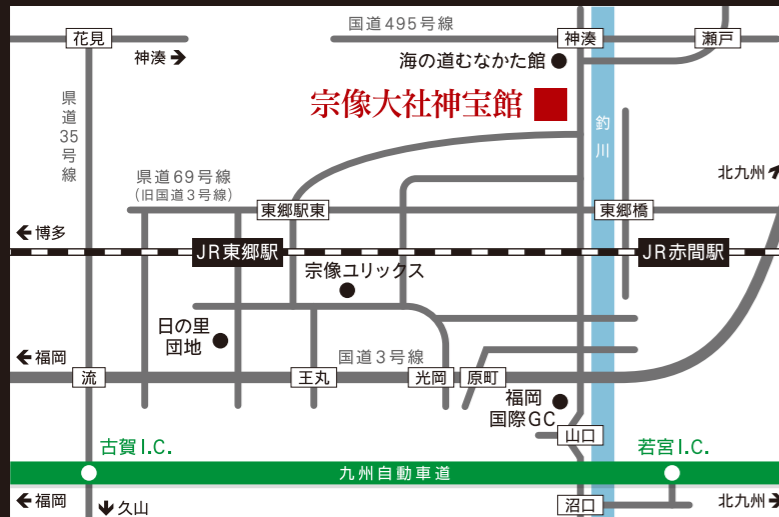 国道495号線
花見
神湊
瀬戸
神湊
海の道むなかた館
宗像大社神宝館
県道35号線
釣川
県道69号線
(旧国道3号線)
北九州
東郷駅東
東郷橋
博多
JR東郷駅
JR赤間駅
宗像ユリックス
日の里
団地
福岡
国道3号線
流
王丸
光岡
原町
福岡
国際GC
山口
古賀I.C.
若宮I.C.
九州自動車道
福岡
久山
沼口
北九州